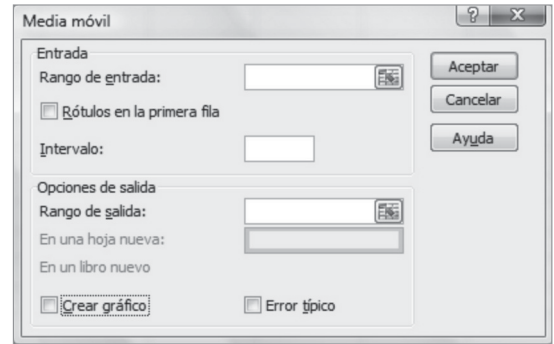 Media móvil
Entrada
Rango de entrada:
Rótulos en la primera fila
Intervalo:
Opciones de salida
Rango de salida:
En una hoja nueva:
En un libro nuevo
Crear gráfico
Error típico
Aceptar
Cancelar
Ayuda